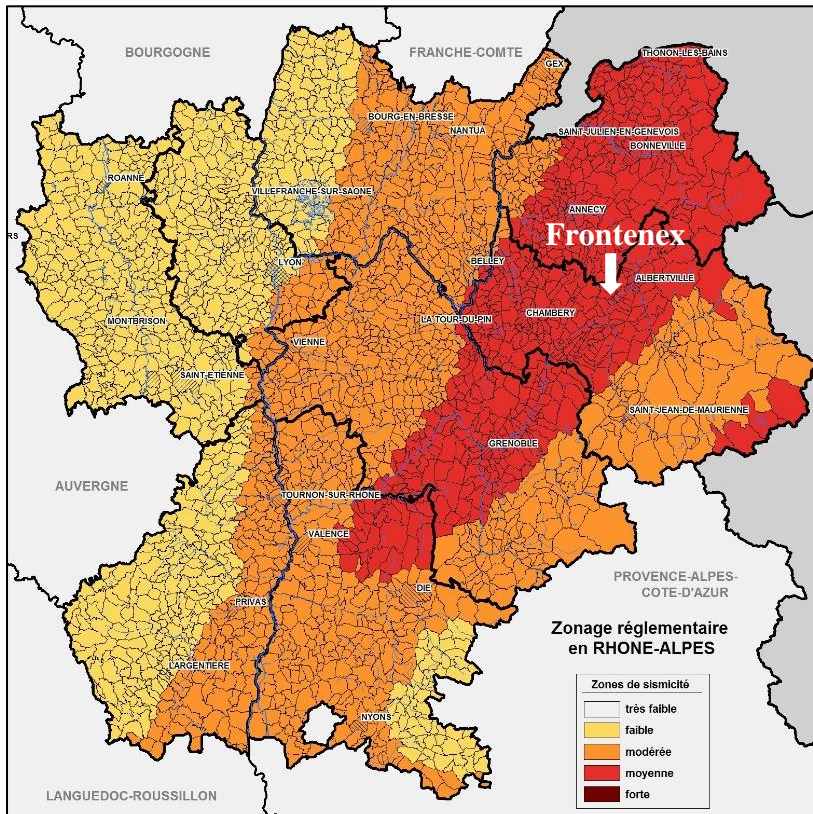 BOURGOGNE
FRANCHE-COMTE
THONON-LES-BAINS
GEX
BOURG-EN-BRESSE
NANTUA
SAINT-JULIEN-EN-GENEVOIS
BONNEVILLE
ROANNE
VILLEFRANCHE-SUR-SAONE
ANNECY
RS
Frontenex
LYON
BELLEY
ALBERTVILLE
CHAMBERY
MONTBRISON
LA TOUR-DU-PIN
VIENNE
SAINT-ETIENNE
SAINT-JEAN-DE-MAURIENNE
GRENOBLE
AUVERGNE
TOURNON-SUR-RHONE
VALENCE
PROVENCE-ALPES-
COTE-D'AZUR
DIE
PRIVAS
LARGENTIERE
NYONS
LANGUEDOC-ROUSSILLON
Zonage réglementaire
en RHONE-ALPES
Zones de sismicité
très faible
faible
modérée
moyenne
forte